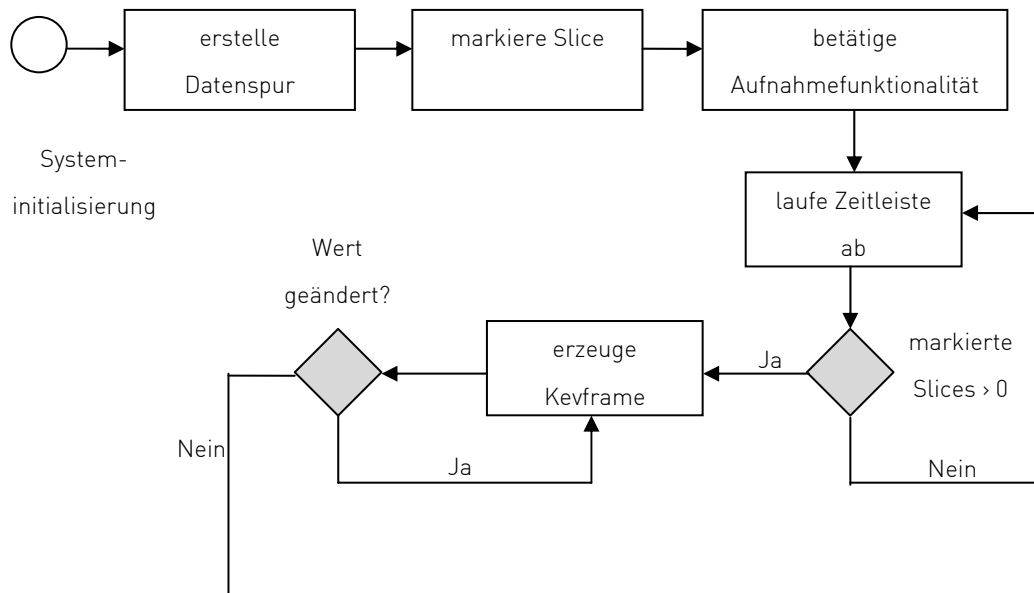 erstelle
Datenspur
markiere Slice
betätige
Aufnahmefunktionalität
System-
initialisierung
laufe Zeitleiste
ab
Wert
geändert?
erzeuge
Kevframe
Ja
markierte
Slices › 0
Nein
Ja
Nein